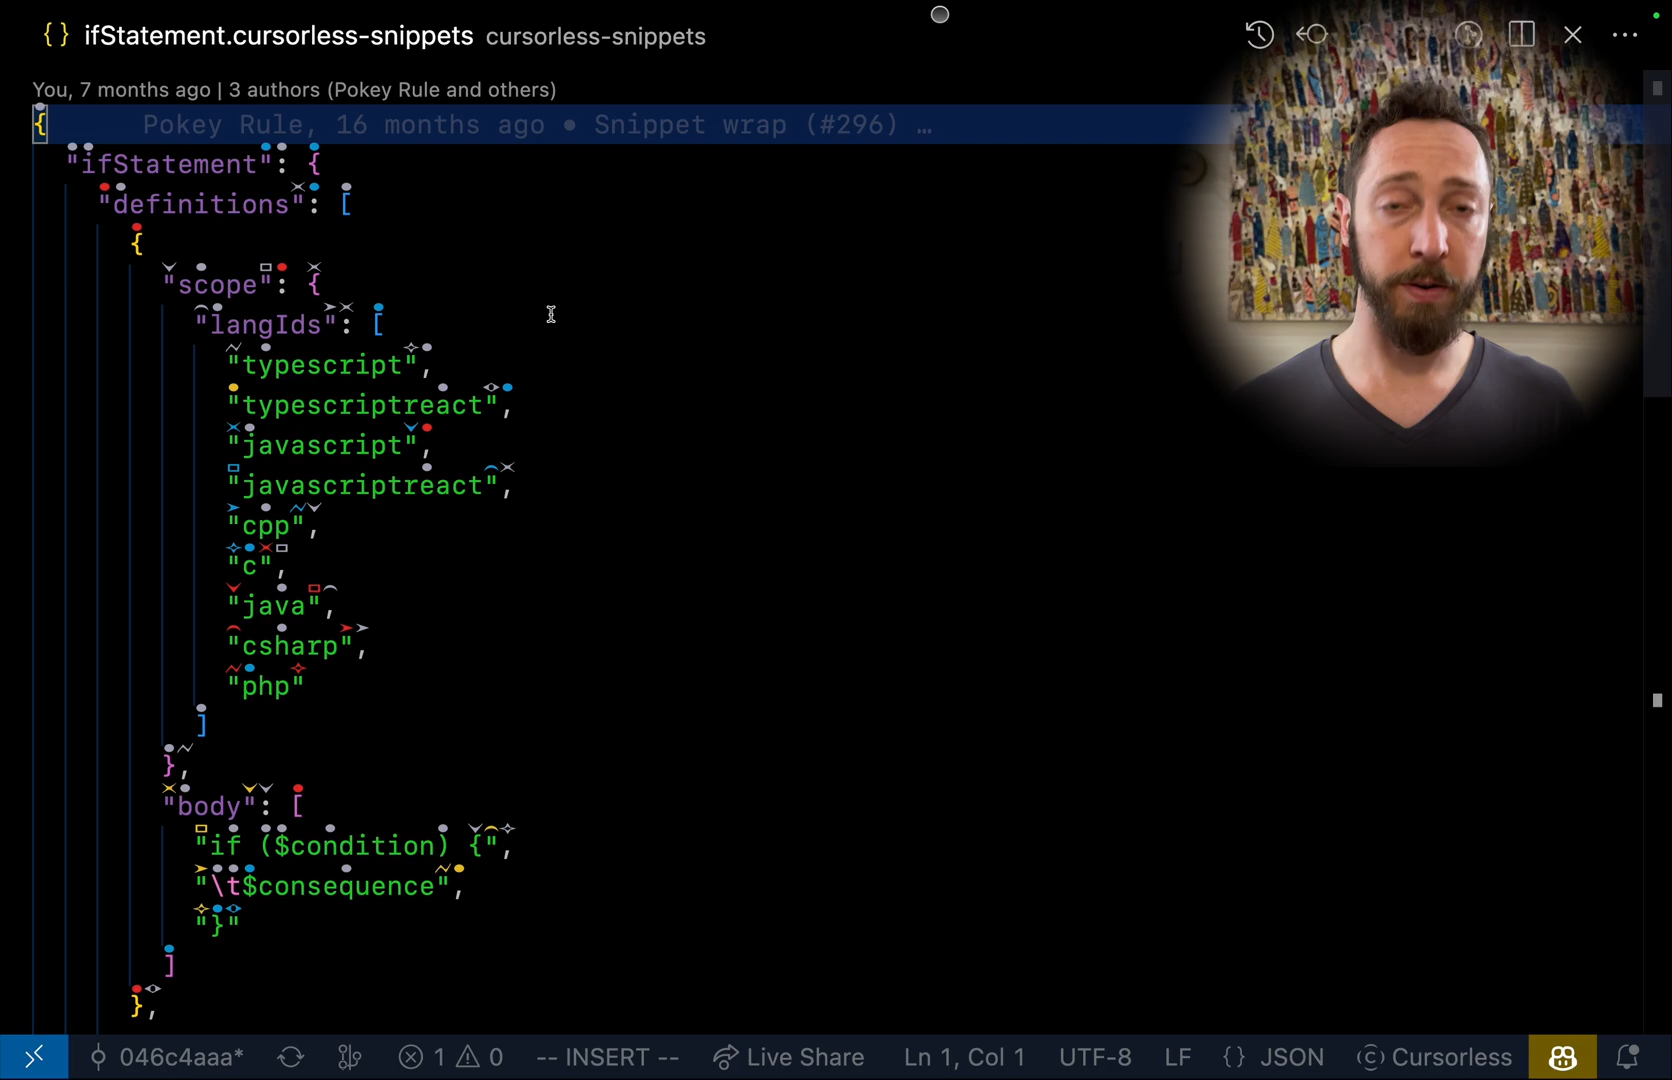 { } ifStatement.cursorless-snippets cursorless-snippets
You, 7 months ago | 3 authors (Pokey Rule and others)
{ Pokey Rule, 16 months ago • Snippet wrap (#296) …
"ifStatement": {
"definitions": [
{
"scope": {
"langIds": [
"typescript",
"typescriptreact",
"javascript",
"javascriptreact",
"cpp",
"c",
"java",
"csharp",
"php"
]
},
"body": [
"if ($condition) {",
"\t$consequence",
"}"
]
},
046c4aaa* 1 0 -- INSERT -- Live Share Ln 1, Col 1 UTF-8 LF { } JSON Cursorless